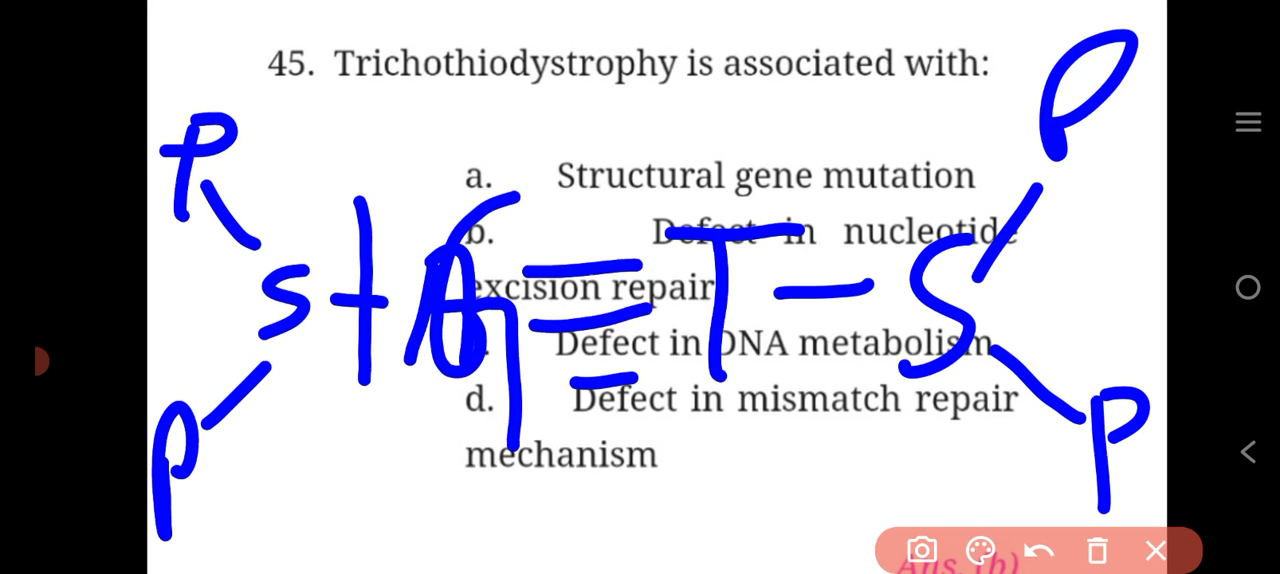 45. Trichothiodystrophy is associated with:
a. Structural gene mutation
b. Defect in nucleotide
excision repair
Defect in DNA metabolism
d. Defect in mismatch repair
mechanism
P P
S T S
P P
Ans. (b)